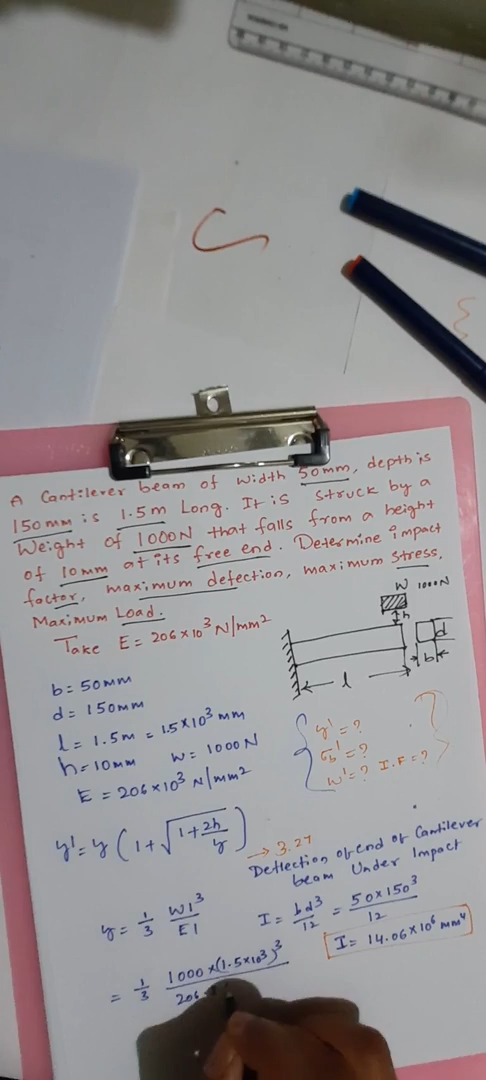 A Cantilever beam of width 50mm, depth is
150mm is 1.5m Long. It is struck by a
Weight of 1000N that falls from a height
of 10mm at its free end. Determine impact
factor, maximum defection, maximum stress,
Maximum Load.
Take E = 206×10³ N/mm²
W 1000N
h
d
b
l
b = 50mm
d = 150mm
l = 1.5m = 1.5×10³ mm
h = 10mm W = 1000N
E = 206×10³ N/mm²
y' = ?
σb' = ?
W' = ? I.F = ?
y' = y (1 + √(1 + 2h/y)) → 3.27
Deflection of end of Cantilever
beam Under Impact
y = 1/3 Wl³/EI I = bd³/12 = 50×150³/12
I = 14.06×10⁶ mm⁴
= 1/3 1000×(1.5×10³)³
206